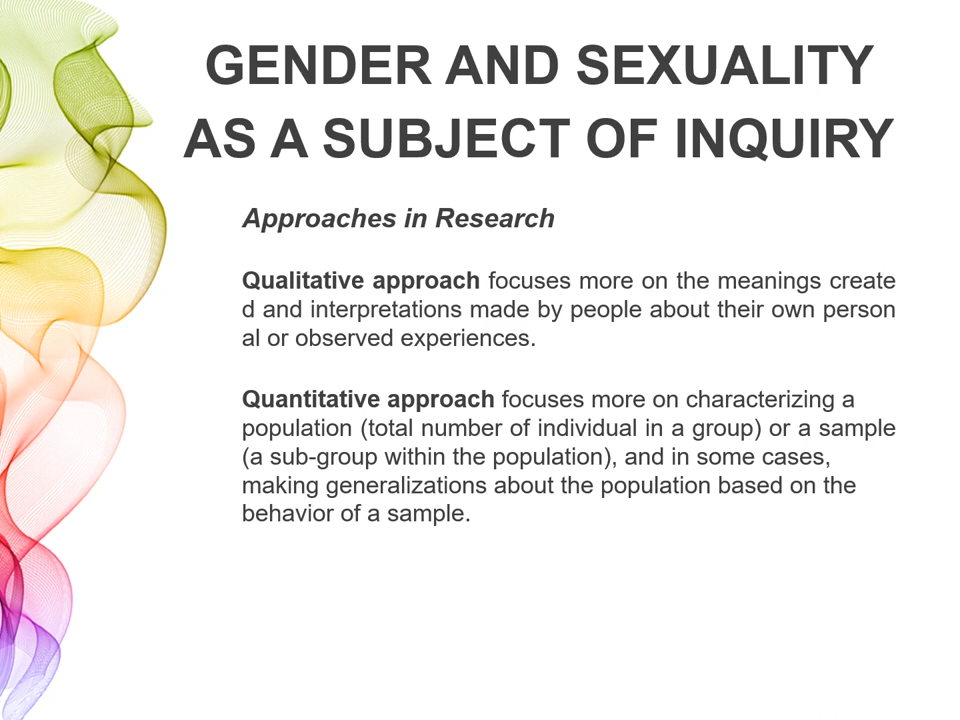 GENDER AND SEXUALITY
AS A SUBJECT OF INQUIRY
Approaches in Research
Qualitative approach focuses more on the meanings create
d and interpretations made by people about their own person
al or observed experiences.
Quantitative approach focuses more on characterizing a
population (total number of individual in a group) or a sample
(a sub-group within the population), and in some cases,
making generalizations about the population based on the
behavior of a sample.